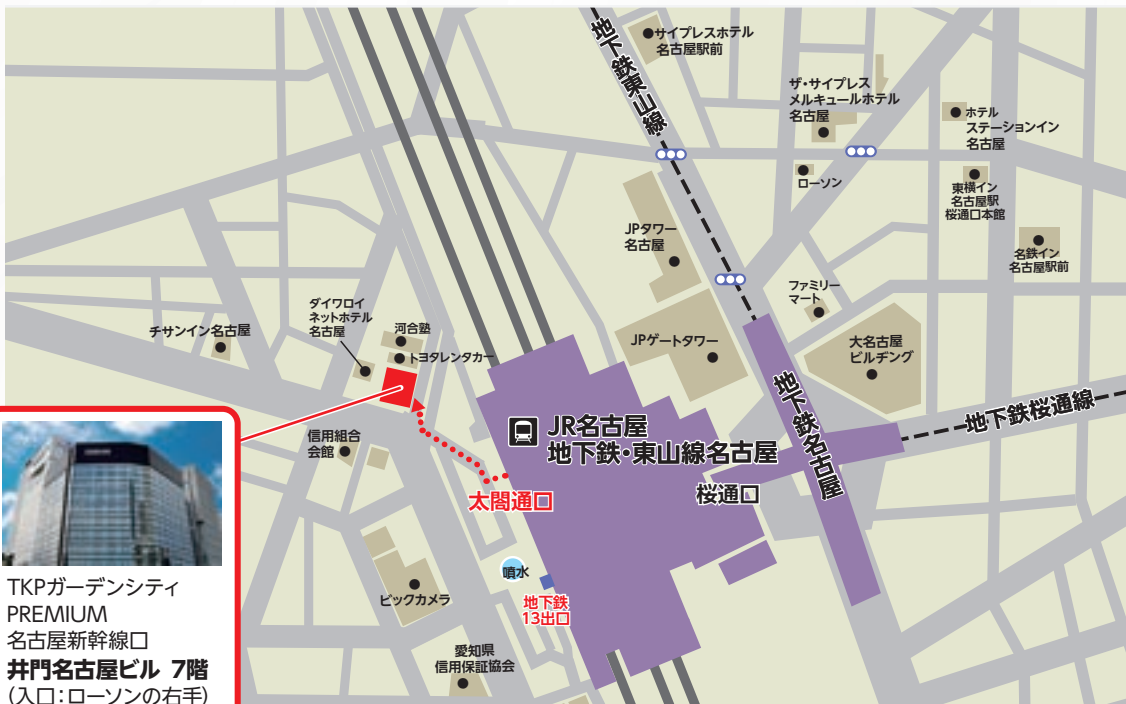 サイプレスホテル
名古屋駅前
地下鉄東山線
ザ・サイプレス
メルキュールホテル
名古屋
ホテル
ステーションイン
名古屋
ローソン
東横イン
名古屋駅
桜通口本館
JPタワー
名古屋
名鉄イン
名古屋駅前
ファミリー
マート
ダイワロイ
ネットホテル
名古屋
チサンイン名古屋
河合塾
トヨタレンタカー
JPゲートタワー
大名古屋
ビルヂング
地下鉄名古屋
地下鉄桜通線
JR名古屋
地下鉄・東山線名古屋
信用組合
会館
太閤通口
桜通口
噴水
ビックカメラ
地下鉄
13出口
愛知県
信用保証協会
TKPガーデンシティ
PREMIUM
名古屋新幹線口
井門名古屋ビル 7階
(入口:ローソンの右手)